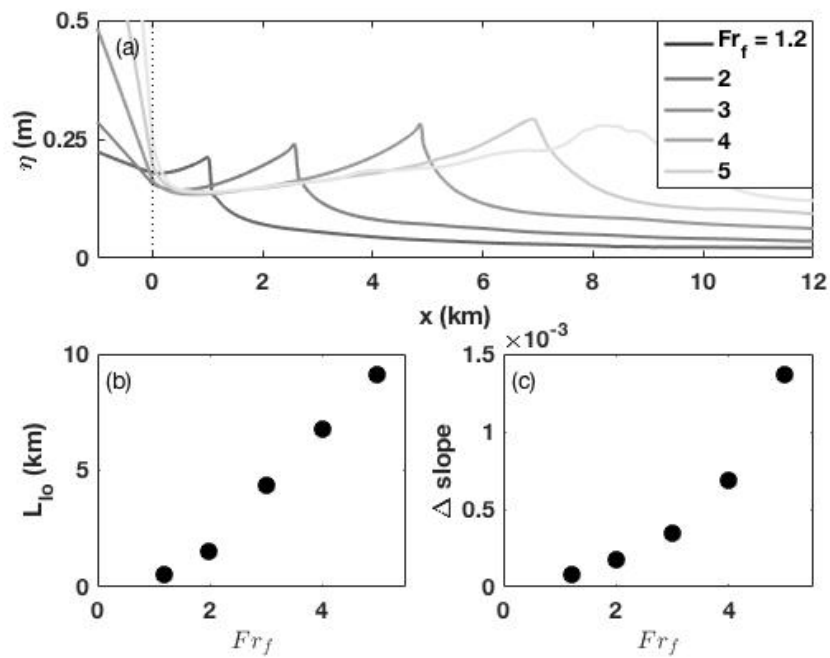 0.5
(a)
Fr_f = 1.2
2
3
4
5
0.25
η (m)
0
0 2 4 6 8 10 12
x (km)
10
(b)
5
L_lo (km)
0
0 2 4
Fr_f
×10^-3
1.5
(c)
1
0.5
Δ slope
0
0 2 4
Fr_f